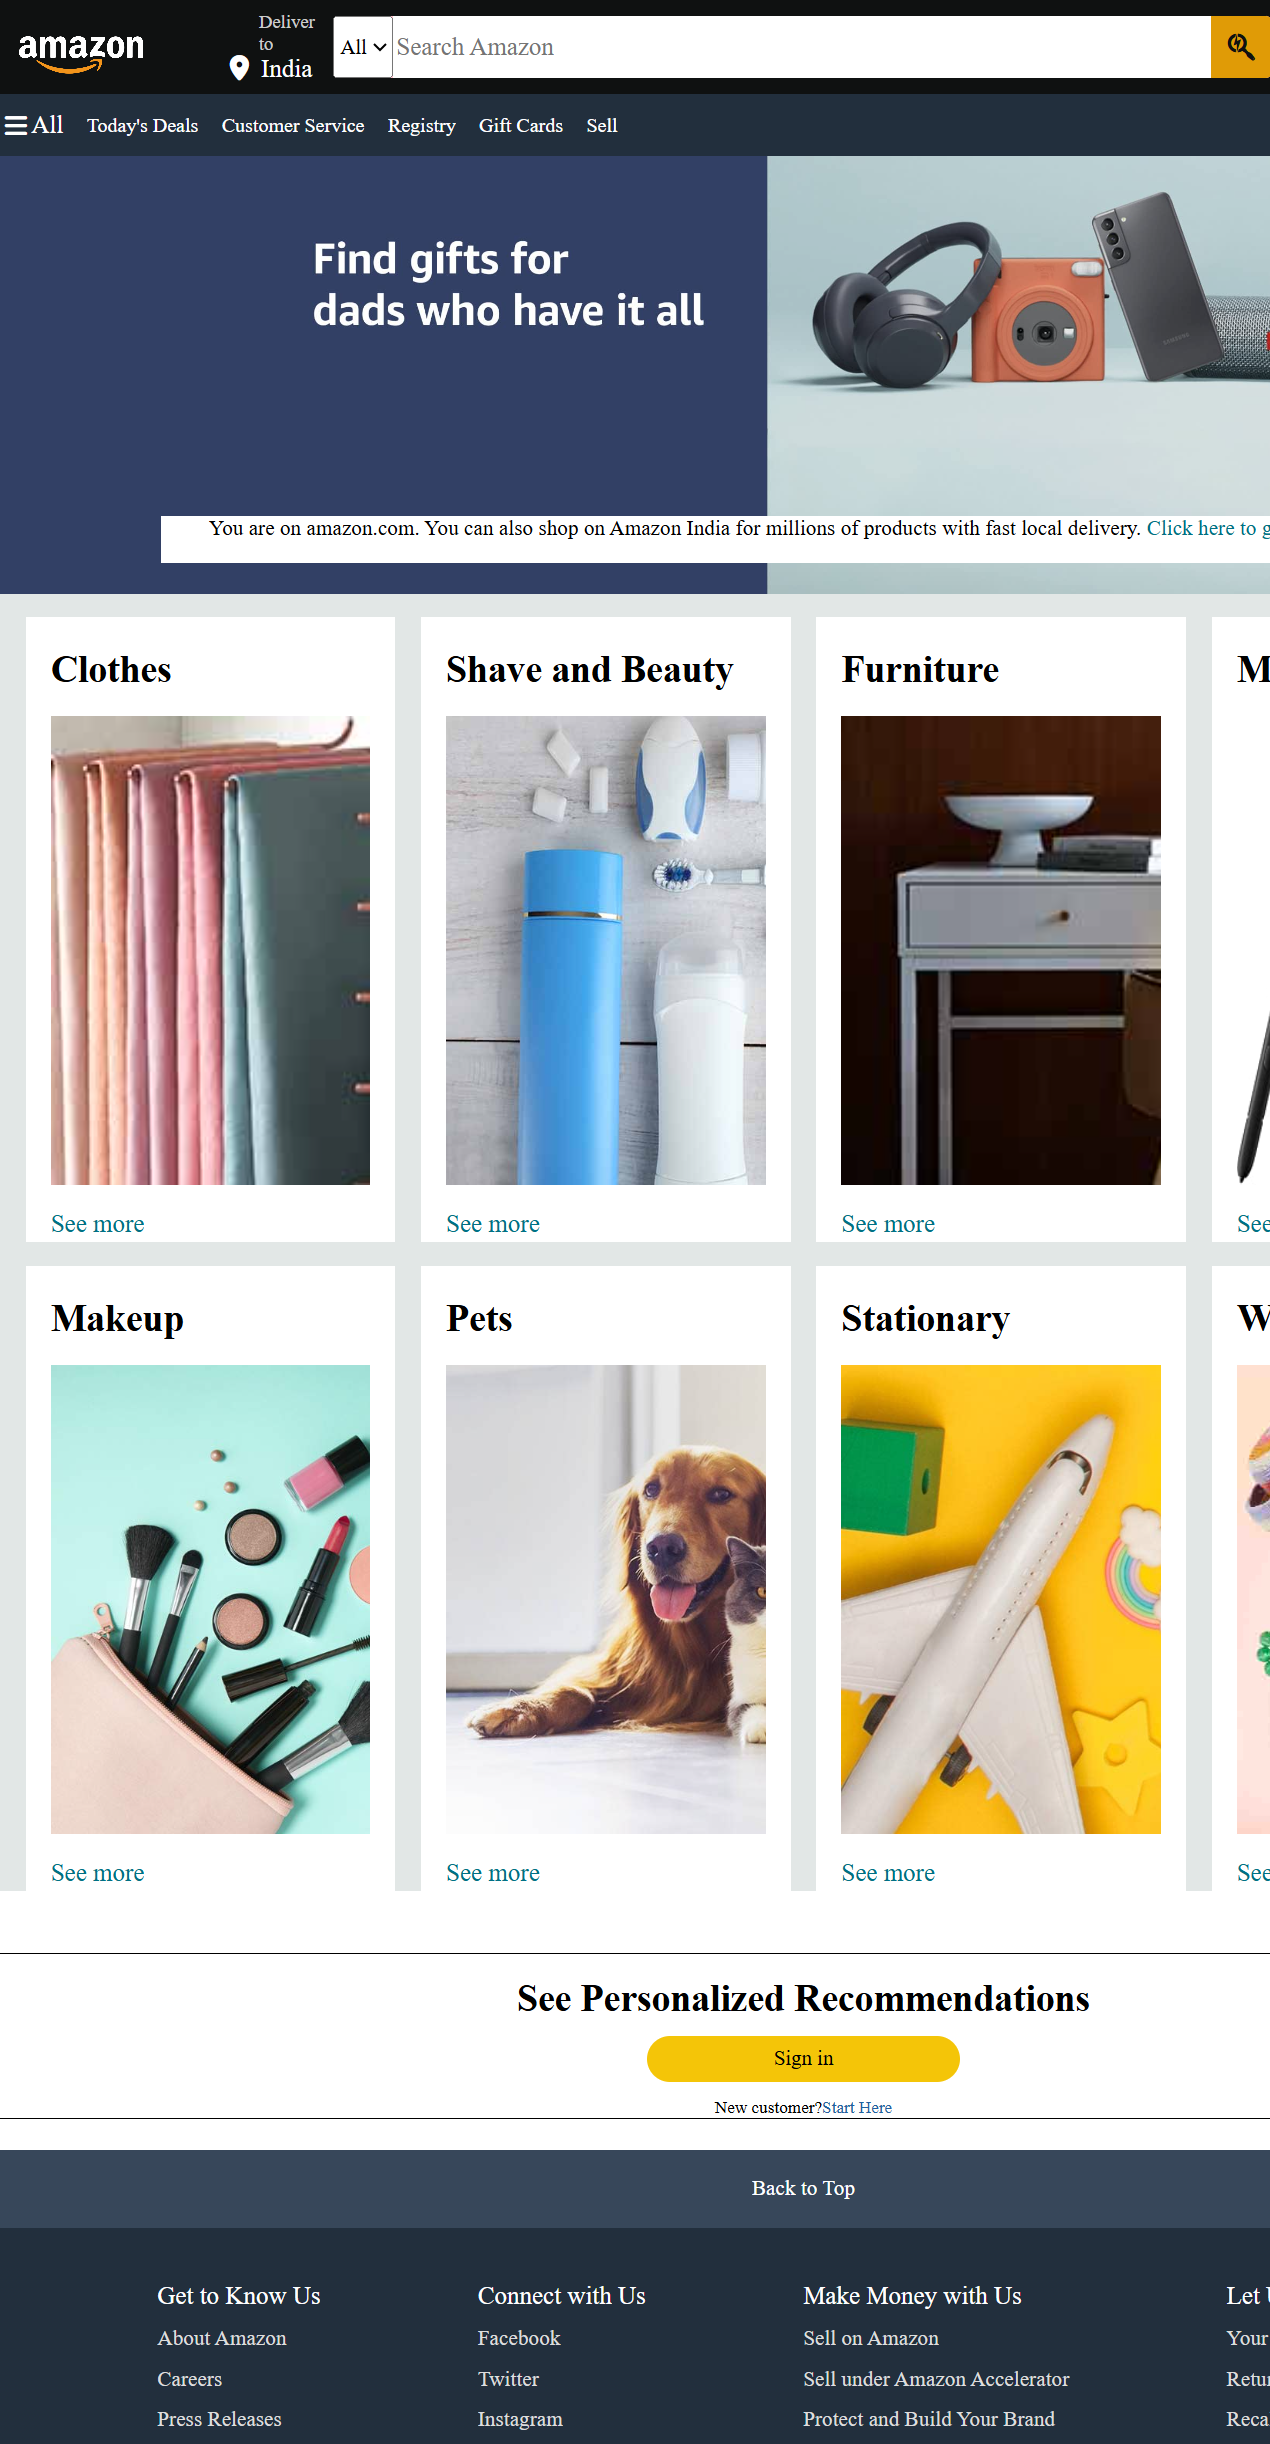 amazon
Deliver
to
India
All
Search Amazon
All Today's Deals Customer Service Registry Gift Cards Sell
Find gifts for
dads who have it all
SAMSUNG
You are on amazon.com. You can also shop on Amazon India for millions of products with fast local delivery. Click here to g
Clothes Shave and Beauty Furniture M
See more See more See more See
Makeup Pets Stationary W
See more See more See more See
See Personalized Recommendations
Sign in
New customer?Start Here
Back to Top
Get to Know Us Connect with Us Make Money with Us Let
About Amazon Facebook Sell on Amazon Your
Careers Twitter Sell under Amazon Accelerator Retu
Press Releases Instagram Protect and Build Your Brand Reca